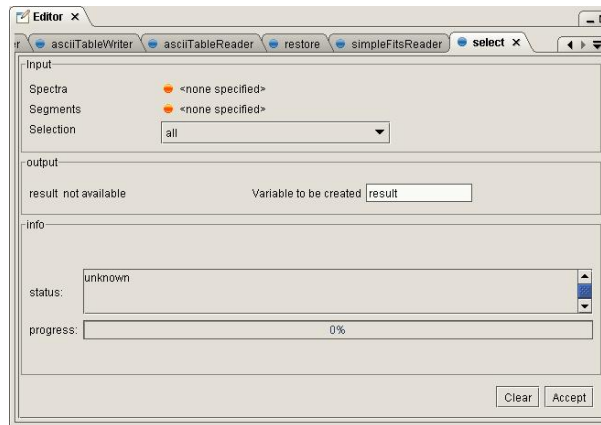 Editor
r asciiTableWriter asciiTableReader restore simpleFitsReader select
Input
Spectra <none specified>
Segments <none specified>
Selection all
output
result not available Variable to be created result
info
status: unknown
progress: 0%
Clear Accept